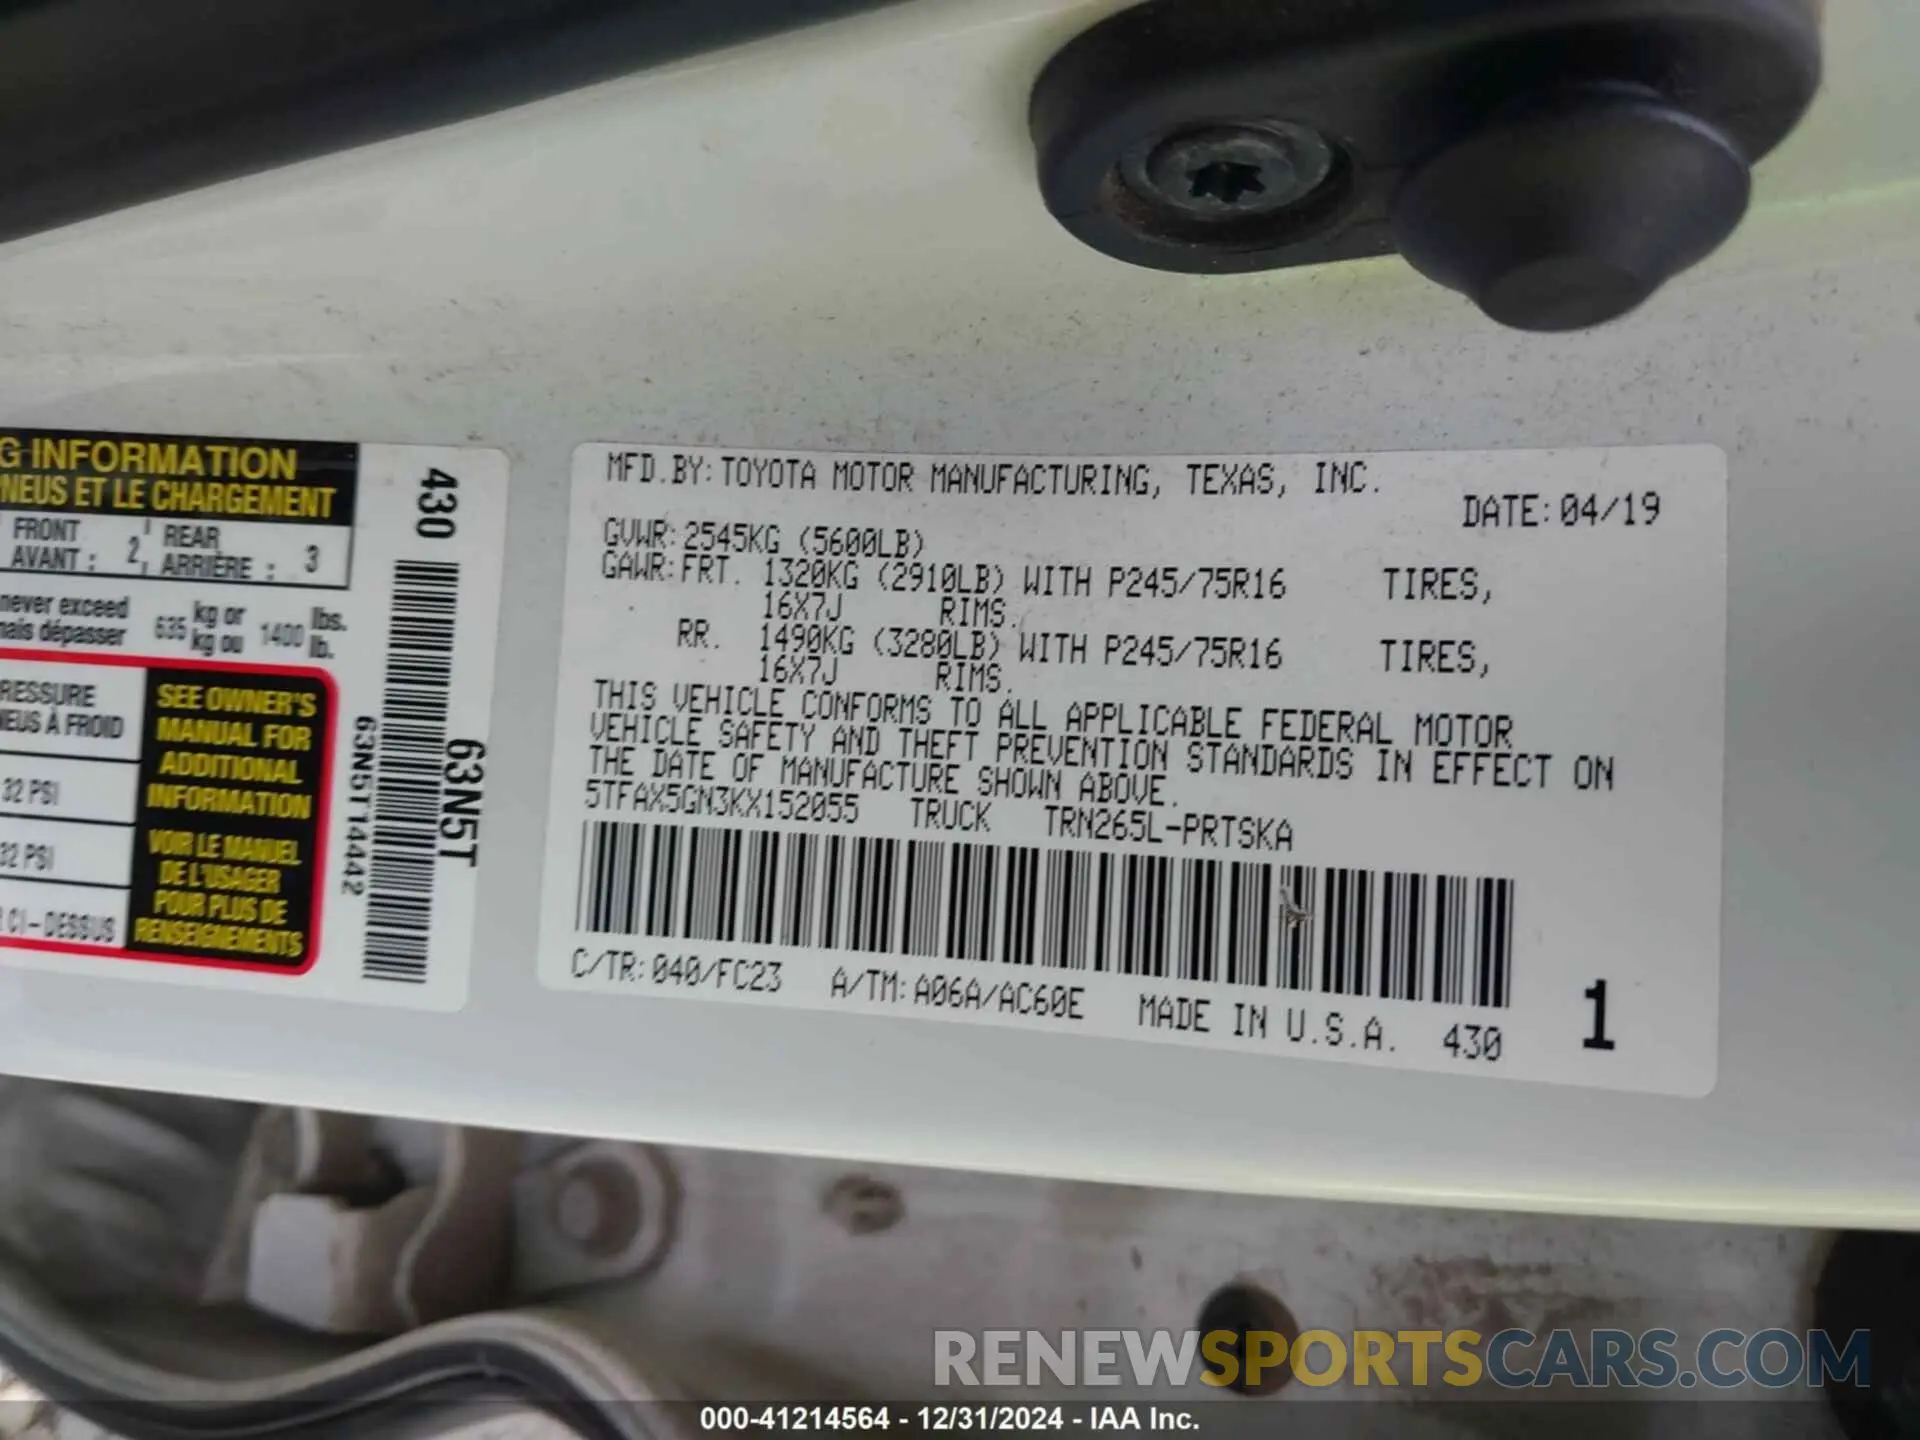 G INFORMATION
PNEUS ET LE CHARGEMENT
FRONT
AVANT : 2,
REAR
ARRIÈRE : 3
never exceed
mais dépasser
635 kg or
kg ou
1400 lbs.
lb.
RESSURE
NEUS À FROID
32 PSI
32 PSI
CI-DESSUS
SEE OWNER'S
MANUAL FOR
ADDITIONAL
INFORMATION
VOIR LE MANUEL
DE L'USAGER
POUR PLUS DE
RENSEIGNEMENTS
430
63N5T14442
63N5T
MFD.BY:TOYOTA MOTOR MANUFACTURING, TEXAS, INC.
DATE:04/19
GVWR:2545KG (5600LB)
GAWR:FRT. 1320KG (2910LB) WITH P245/75R16 TIRES,
16X7J RIMS.
RR. 1490KG (3280LB) WITH P245/75R16 TIRES,
16X7J RIMS.
THIS VEHICLE CONFORMS TO ALL APPLICABLE FEDERAL MOTOR
VEHICLE SAFETY AND THEFT PREVENTION STANDARDS IN EFFECT ON
THE DATE OF MANUFACTURE SHOWN ABOVE.
5TFAX5GN3KX152055 TRUCK TRN265L-PRTSKA
C/TR:040/FC23 A/TM:A06A/AC60E MADE IN U.S.A. 430
1
RENEWSPORTSCARS.COM
000-41214564 - 12/31/2024 - IAA Inc.